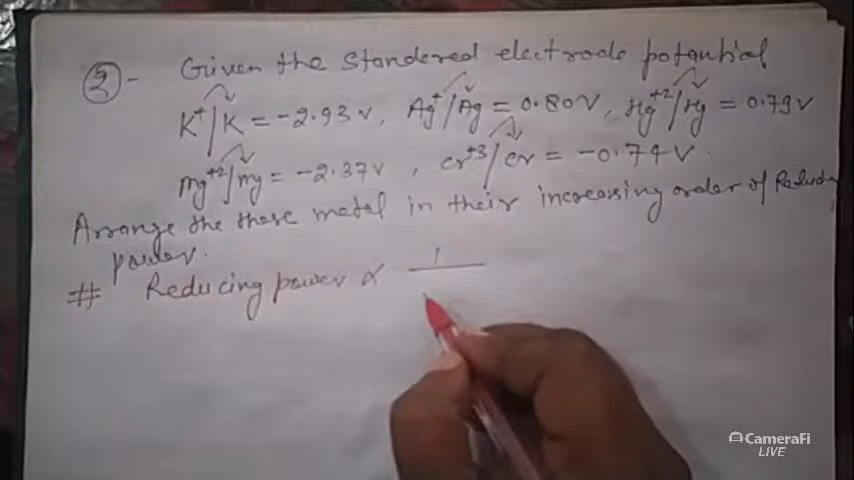 2 - Given the standered electrode potential
K⁺/K = -2.93 V, Ag⁺/Ag = 0.80 V, Hg⁺²/Hg = 0.79 V
Mg⁺²/Mg = -2.37 V, Cr⁺³/Cr = -0.74 V.
Arrange the these metal in their increasing order of Reducing
power.
# Reducing power ∝ 1
CameraFi
LIVE